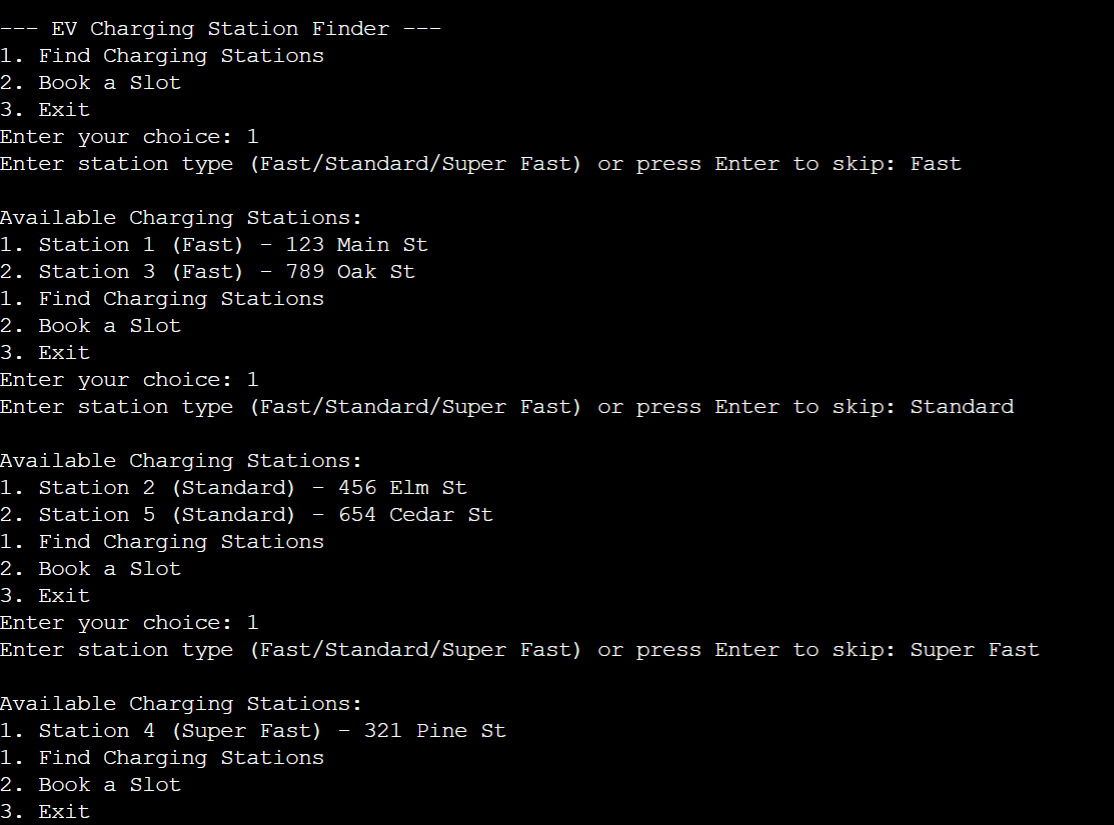 --- EV Charging Station Finder ---
1. Find Charging Stations
2. Book a Slot
3. Exit
Enter your choice: 1
Enter station type (Fast/Standard/Super Fast) or press Enter to skip: Fast
Available Charging Stations:
1. Station 1 (Fast) - 123 Main St
2. Station 3 (Fast) - 789 Oak St
1. Find Charging Stations
2. Book a Slot
3. Exit
Enter your choice: 1
Enter station type (Fast/Standard/Super Fast) or press Enter to skip: Standard
Available Charging Stations:
1. Station 2 (Standard) - 456 Elm St
2. Station 5 (Standard) - 654 Cedar St
1. Find Charging Stations
2. Book a Slot
3. Exit
Enter your choice: 1
Enter station type (Fast/Standard/Super Fast) or press Enter to skip: Super Fast
Available Charging Stations:
1. Station 4 (Super Fast) - 321 Pine St
1. Find Charging Stations
2. Book a Slot
3. Exit